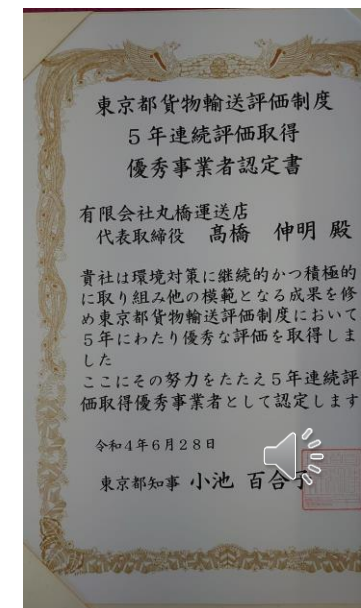 東京都貨物輸送評価制度
5年連続評価取得
優秀事業者認定書
有限会社丸橋運送店
代表取締役 髙橋 伸明 殿
貴社は環境対策に継続的かつ積極的
に取り組み他の模範となる成果を修
め東京都貨物輸送評価制度において
5年にわたり優秀な評価を取得しま
した
ここにその努力をたたえ5年連続評
価取得優秀事業者として認定します
令和4年6月28日
東京都知事 小池 百合子